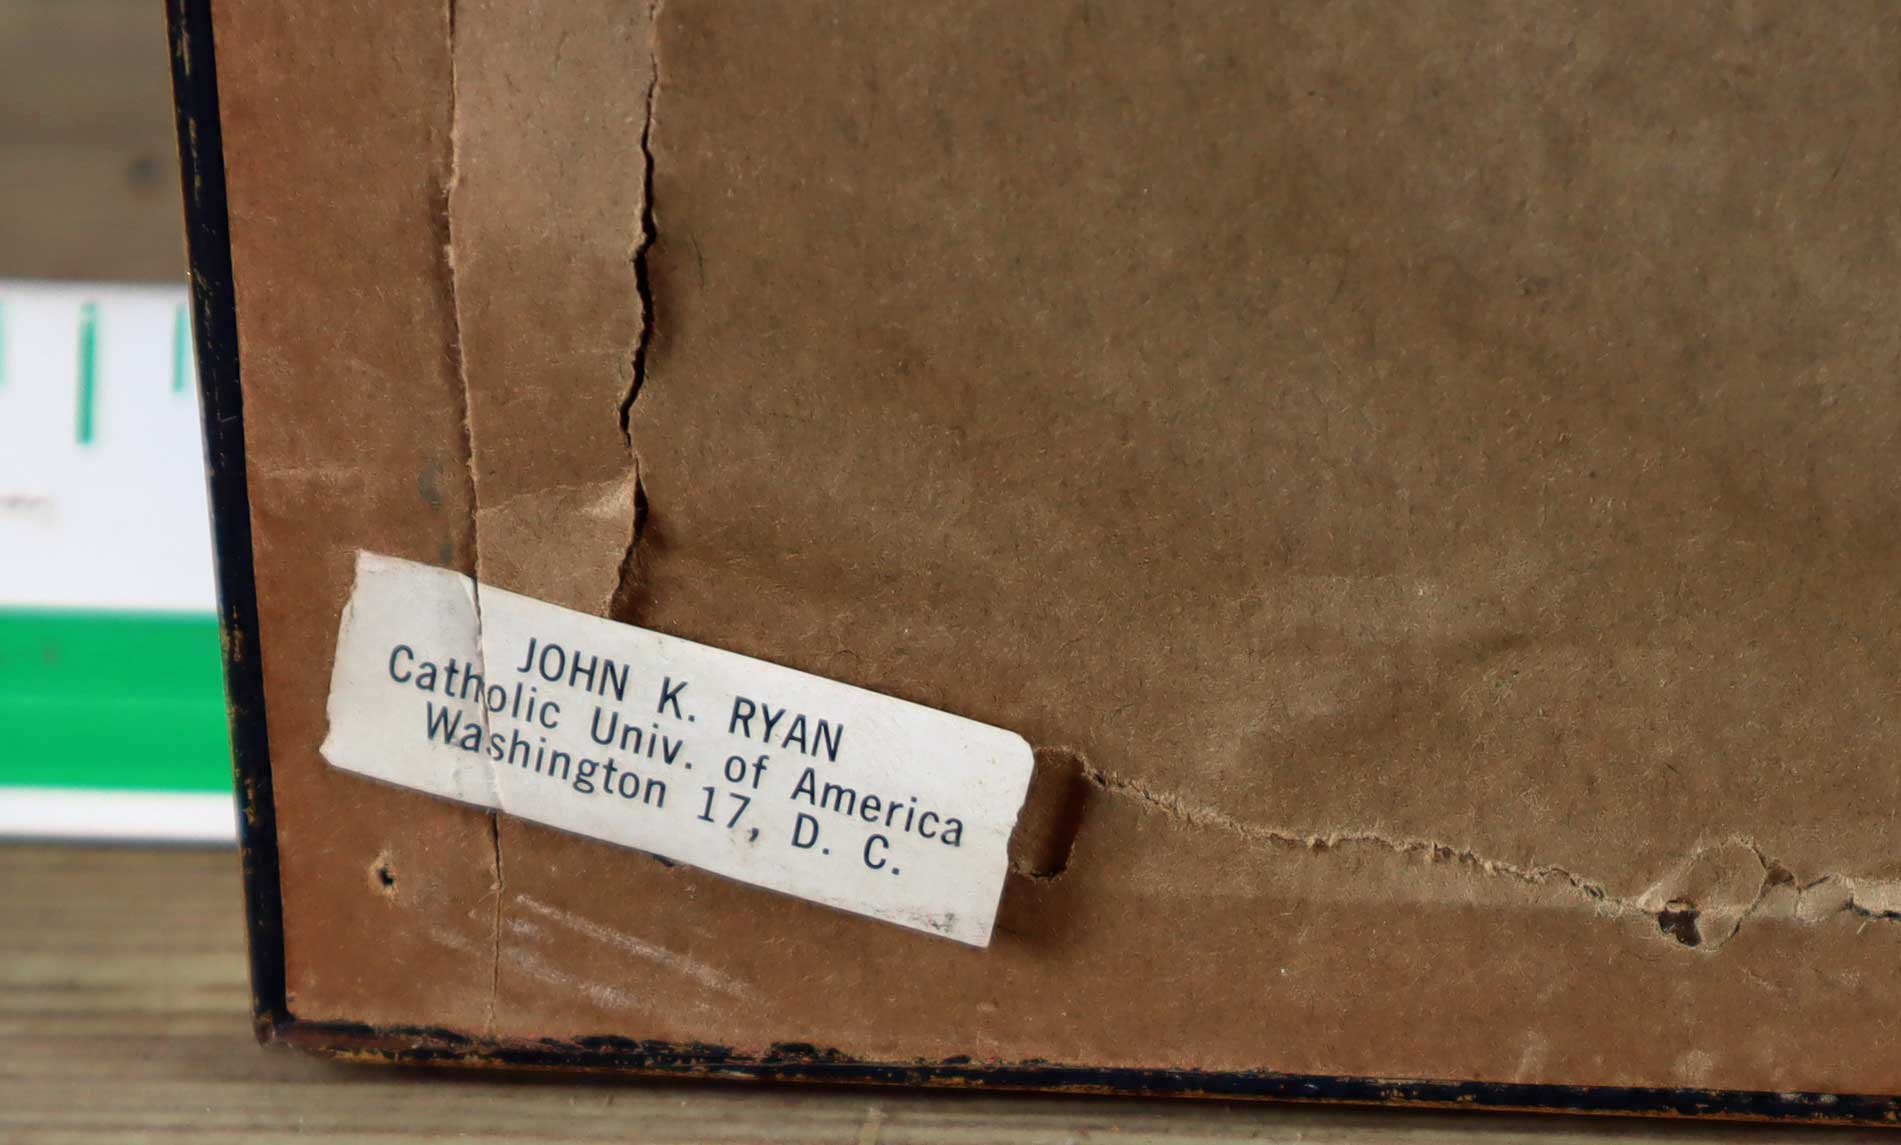 JOHN K. RYAN
Catholic Univ. of America
Washington 17, D. C.